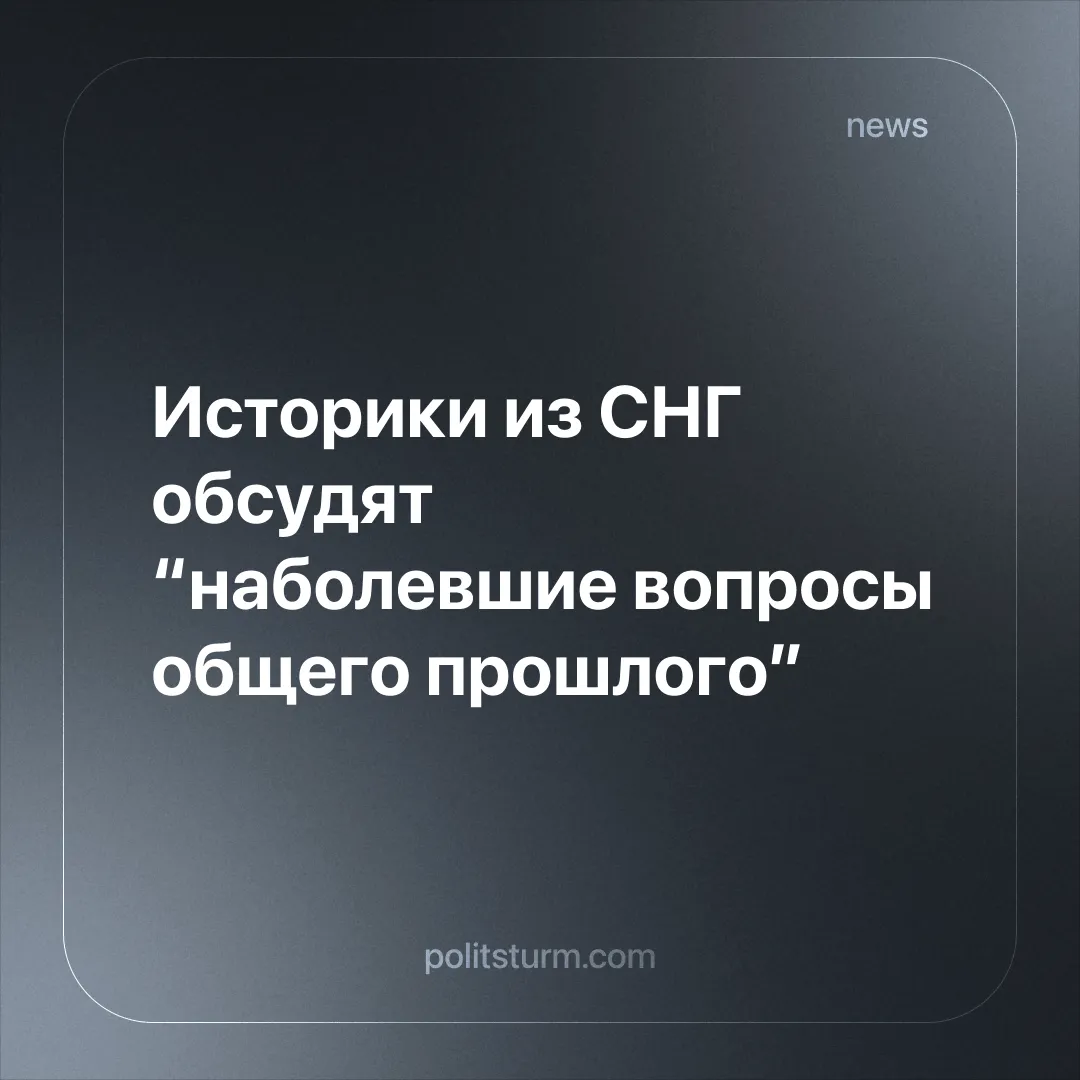 news
Историки из СНГ
обсудят
“наболевшие вопросы
общего прошлого”
politsturm.com